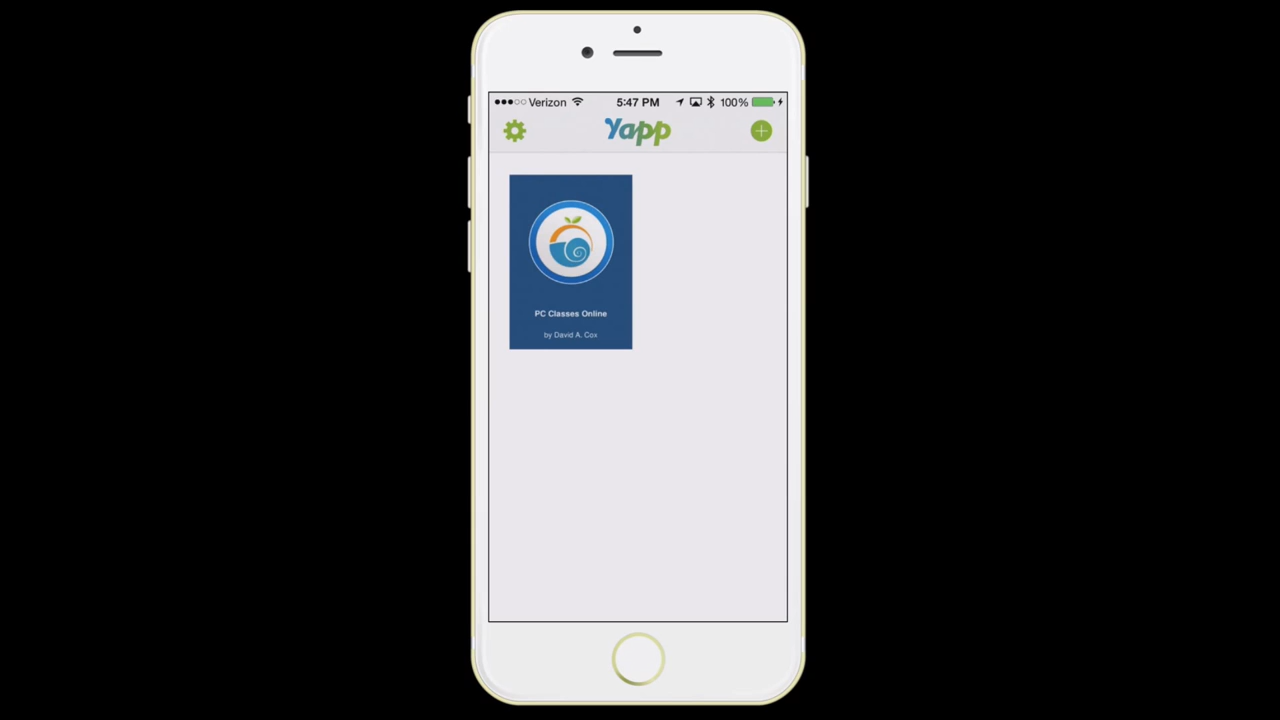 Verizon 5:47 PM 100%
Yapp
PC Classes Online
by David A. Cox